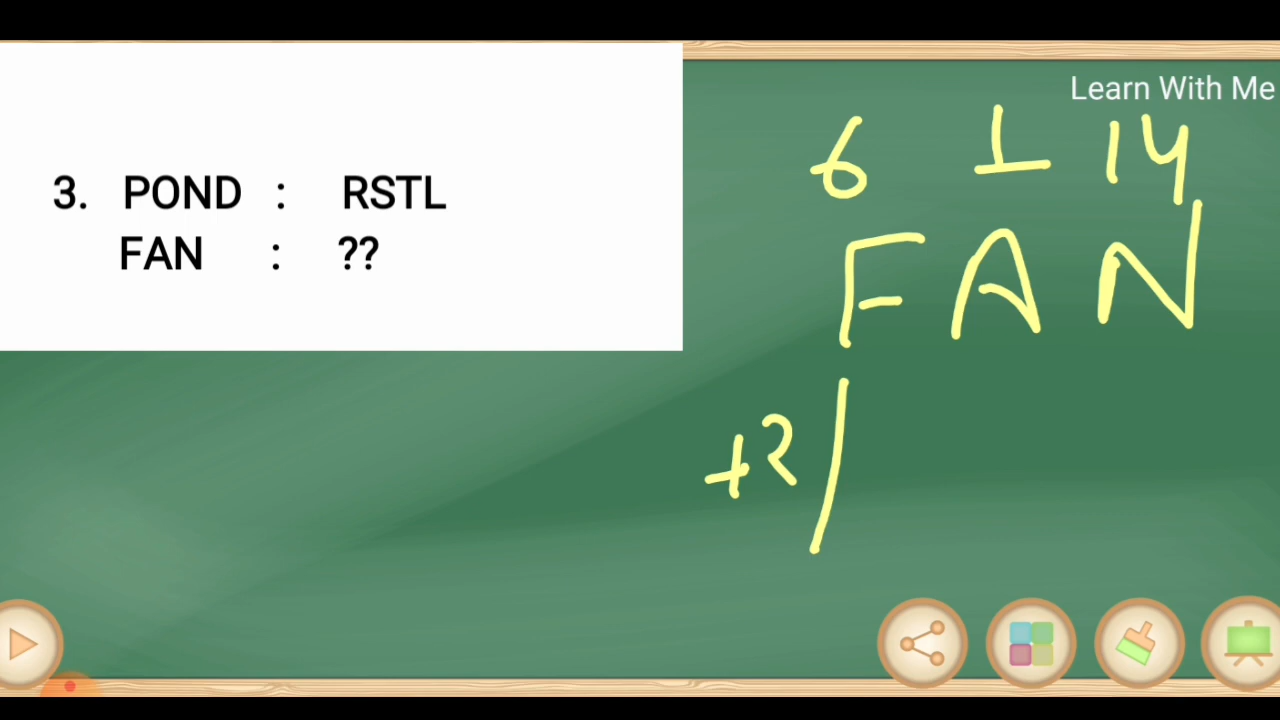 Learn With Me
3. POND : RSTL
FAN : ??
6 1 14
FAN
+2